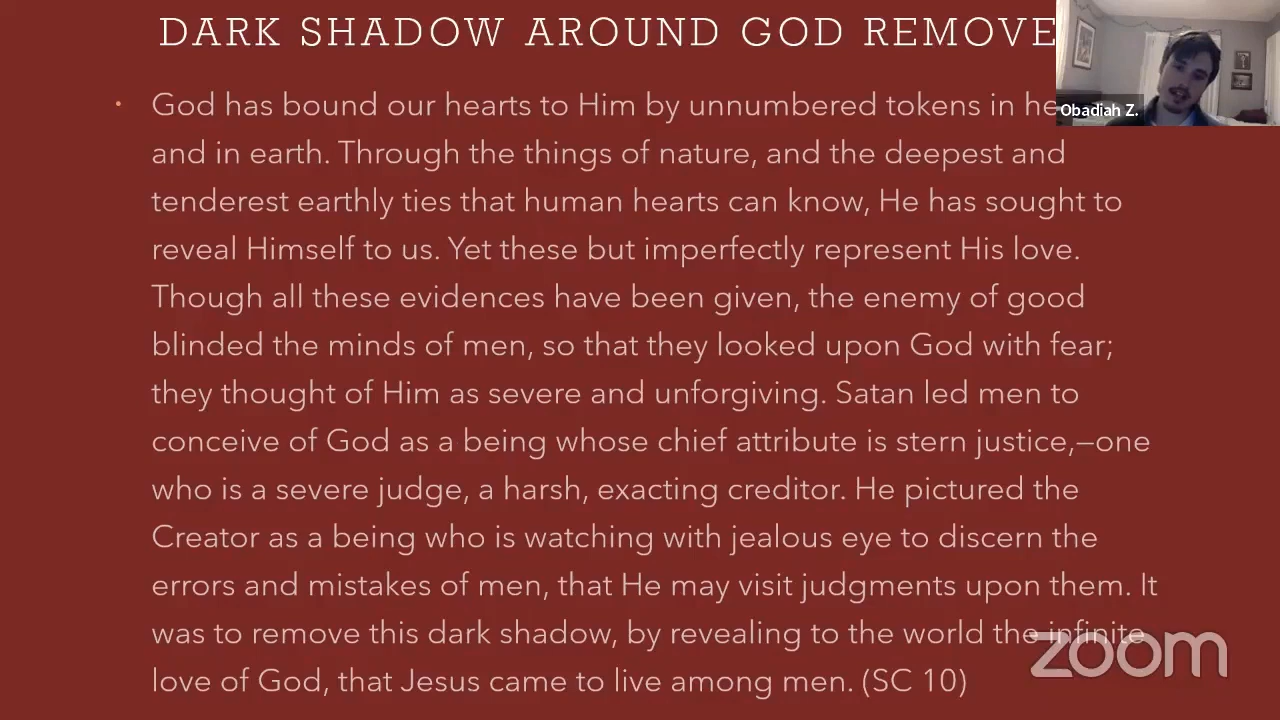 DARK SHADOW AROUND GOD REMOVE
Obadiah Z.
• God has bound our hearts to Him by unnumbered tokens in he
and in earth. Through the things of nature, and the deepest and
tenderest earthly ties that human hearts can know, He has sought to
reveal Himself to us. Yet these but imperfectly represent His love.
Though all these evidences have been given, the enemy of good
blinded the minds of men, so that they looked upon God with fear;
they thought of Him as severe and unforgiving. Satan led men to
conceive of God as a being whose chief attribute is stern justice,—one
who is a severe judge, a harsh, exacting creditor. He pictured the
Creator as a being who is watching with jealous eye to discern the
errors and mistakes of men, that He may visit judgments upon them. It
was to remove this dark shadow, by revealing to the world the infinite
love of God, that Jesus came to live among men. (SC 10)
zoom